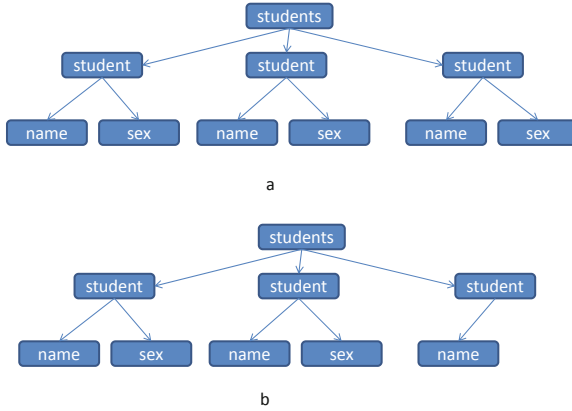 students
student student student
name sex name sex name sex
a
students
student student student
name sex name sex name
b